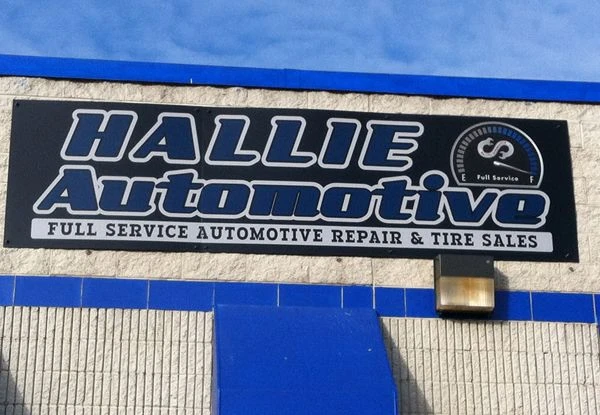 HALLIE
E F
Full Service
Automotive
FULL SERVICE AUTOMOTIVE REPAIR & TIRE SALES